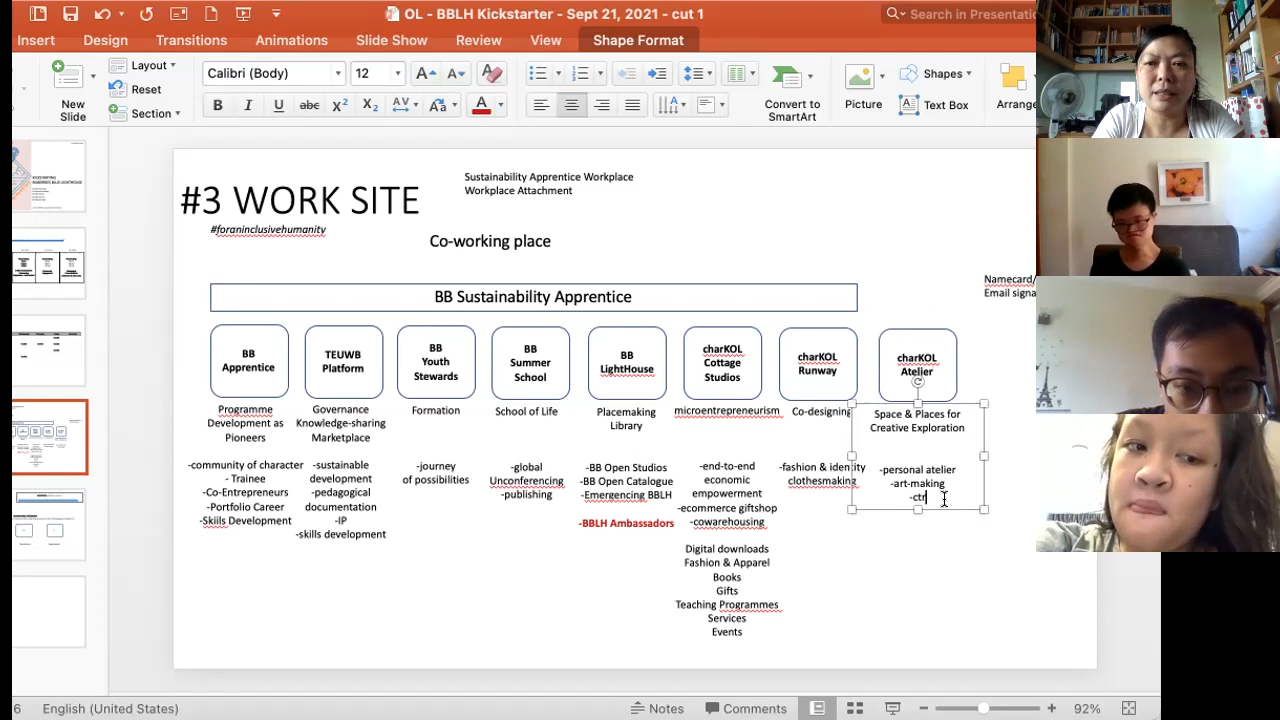 OL - BBLH Kickstarter - Sept 21, 2021 - cut 1
Search in Presentatio
Insert
Design
Transitions
Animations
Slide Show
Review
View
Shape Format
New
Slide
Layout
Reset
Section
Calibri (Body)
12
Convert to
SmartArt
Picture
Shapes
Text Box
Arrange
#3 WORK SITE
#foraninclusivehumanity
Sustainability Apprentice Workplace
Workplace Attachment
Co-working place
Namecard/
Email signa
BB Sustainability Apprentice
BB
Apprentice
Programme
Development as
Pioneers
-community of character
- Trainee
-Co-Entrepreneurs
-Portfolio Career
-Skiils Development
TEUWB
Platform
Governance
Knowledge-sharing
Marketplace
-sustainable
development
-pedagogical
documentation
-IP
-skills development
BB
Youth
Stewards
Formation
-journey
of possibilities
BB
Summer
School
School of Life
-global
Unconferencing
-publishing
BB
LightHouse
Placemaking
Library
-BB Open Studios
-BB Open Catalogue
-Emergencing BBLH
-BBLH Ambassadors
charKOL
Cottage
Studios
microentrepreneurism
-end-to-end
economic
empowerment
-ecommerce giftshop
-cowarehousing
Digital downloads
Fashion & Apparel
Books
Gifts
Teaching Programmes
Services
Events
charKOL
Runway
Co-designing
-fashion & identity
clothesmaking
charKOL
Atelier
Space & Places for
Creative Exploration
-personal atelier
-art-making
-ctr
6
English (United States)
Notes
Comments
92%